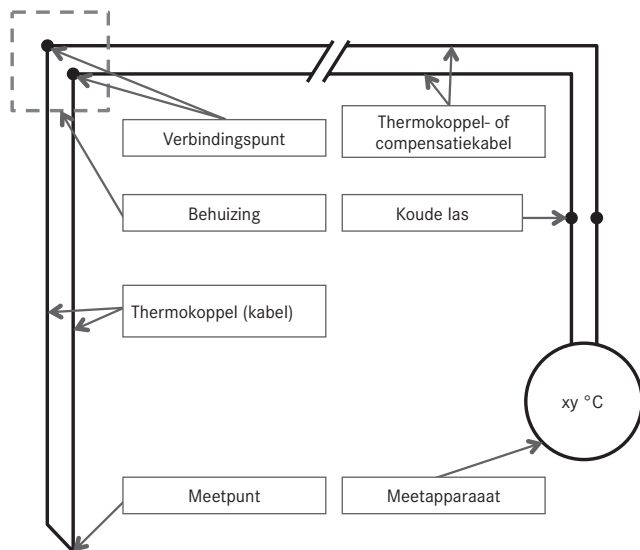 Verbindingspunt
Thermokoppel- of
compensatiekabel
Behuizing
Koude las
Thermokoppel (kabel)
xy °C
Meetpunt
Meetapparaaat